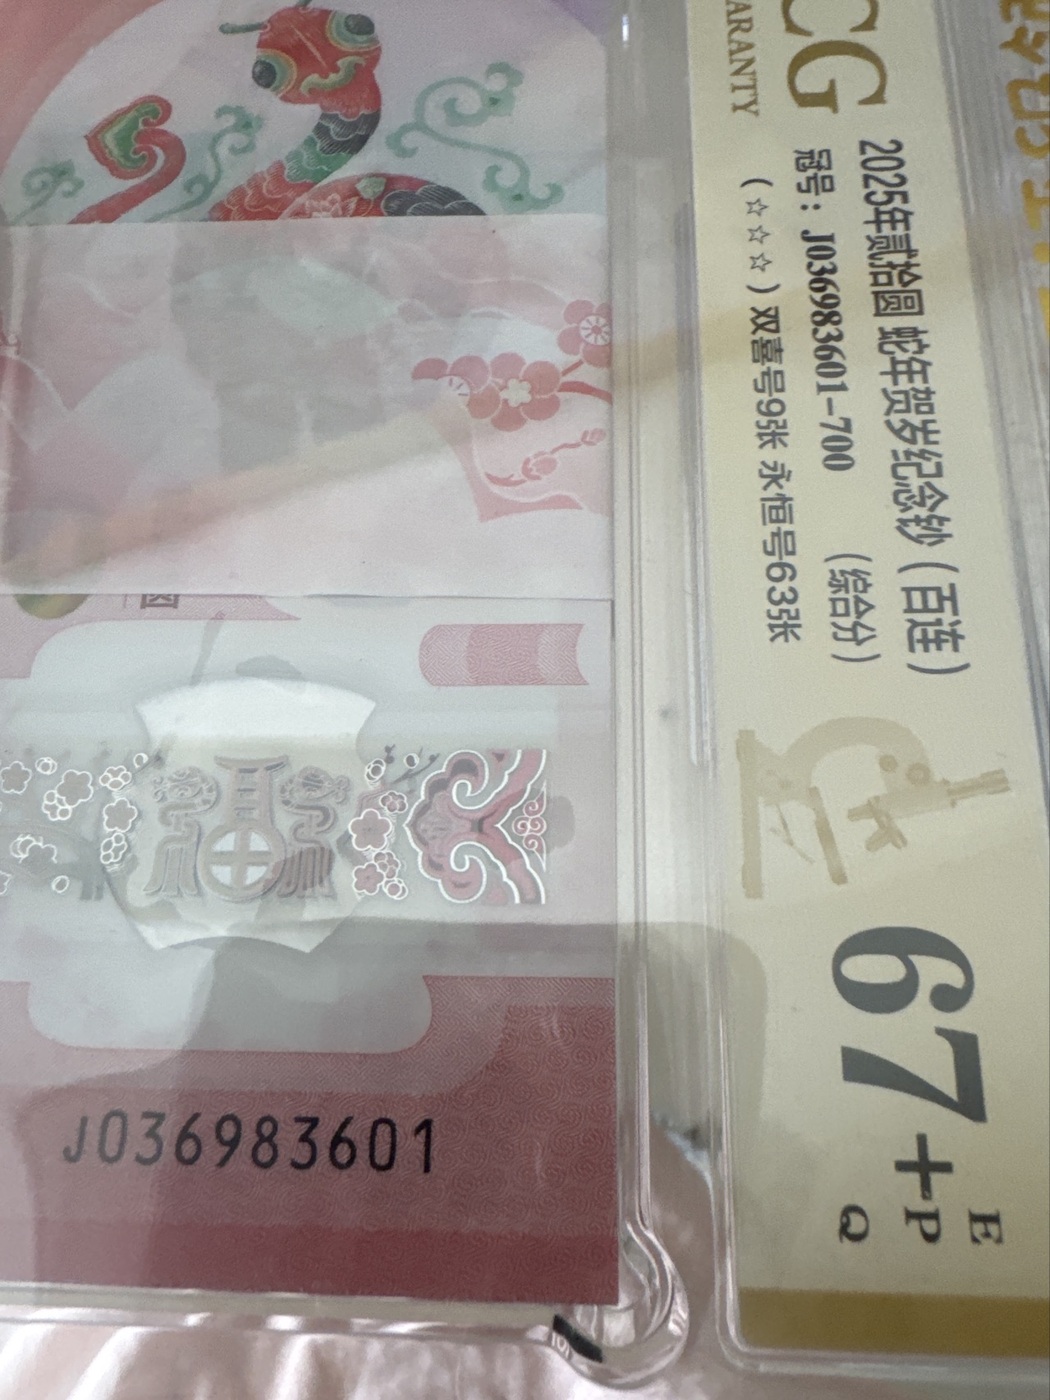 CG
ARANTY
2025年贰拾圆 蛇年贺岁纪念钞（百连）
冠号：J036983601-700 （综合分）
（☆☆☆）双喜号9张 永恒号63张
67+
E
P
Q
圆
J036983601